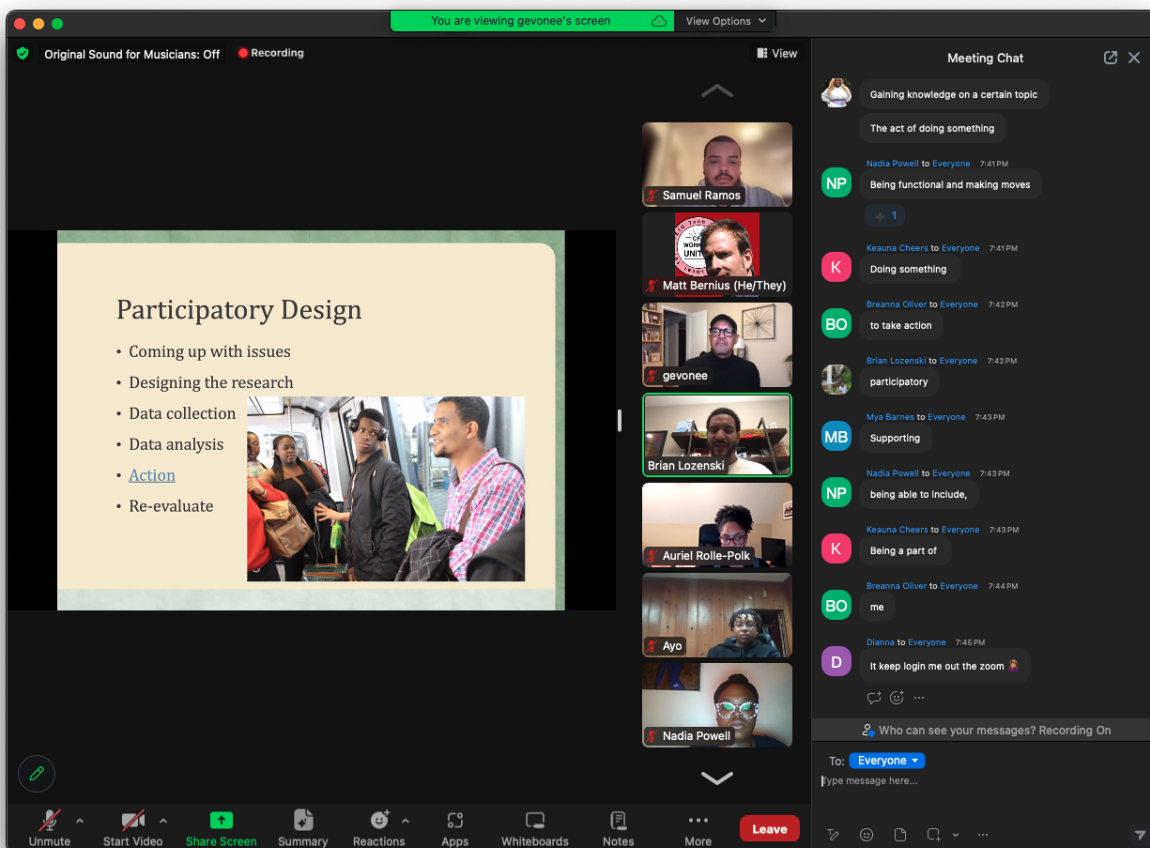 You are viewing gevonee's screen
View Options
Original Sound for Musicians: Off
Recording
View
Participatory Design
• Coming up with issues
• Designing the research
• Data collection
• Data analysis
• Action
• Re-evaluate
Samuel Ramos
Matt Bernius (He/They)
gevonee
Brian Lozenski
Auriel Rolle-Polk
Ayo
Nadia Powell
Meeting Chat
Gaining knowledge on a certain topic
The act of doing something
Nadia Powell to Everyone 7:41 PM
NP
Being functional and making moves
1
Keauna Cheers to Everyone 7:41 PM
K
Doing something
Breanna Oliver to Everyone 7:42 PM
BO
to take action
Brian Lozenski to Everyone 7:42 PM
participatory
Mya Barnes to Everyone 7:43 PM
MB
Supporting
Nadia Powell to Everyone 7:43 PM
NP
being able to include,
Keauna Cheers to Everyone 7:43 PM
K
Being a part of
Breanna Oliver to Everyone 7:44 PM
BO
me
Dianna to Everyone 7:45 PM
D
It keep login me out the zoom
Who can see your messages? Recording On
To: Everyone
Type message here...
Unmute
Start Video
Share Screen
Summary
Reactions
Apps
Whiteboards
Notes
More
Leave